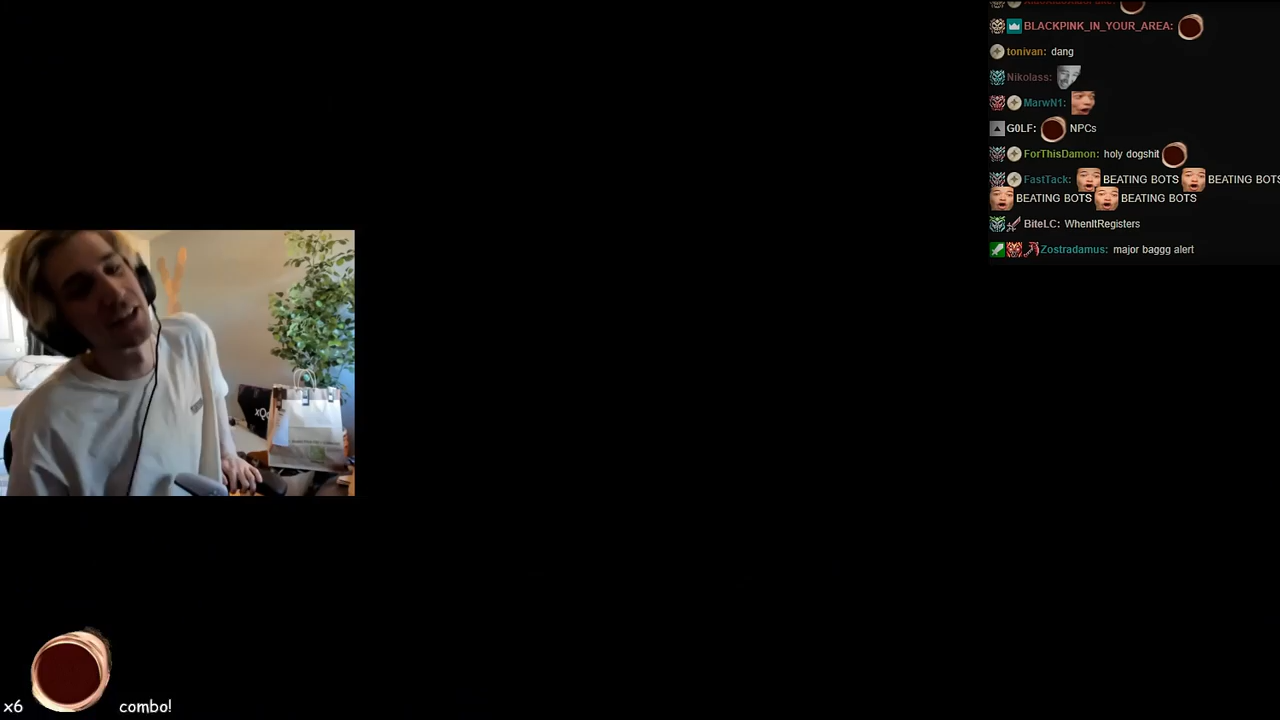 BLACKPINK_IN_YOUR_AREA:
tonivan: dang
Nikolass:
MarwN1:
G0LF: NPCs
ForThisDamon: holy dogshit
FastTack: BEATING BOTS BEATING BOTS
BEATING BOTS BEATING BOTS
BiteLC: WhenItRegisters
Zostradamus: major baggg alert
xQc
x6 combo!